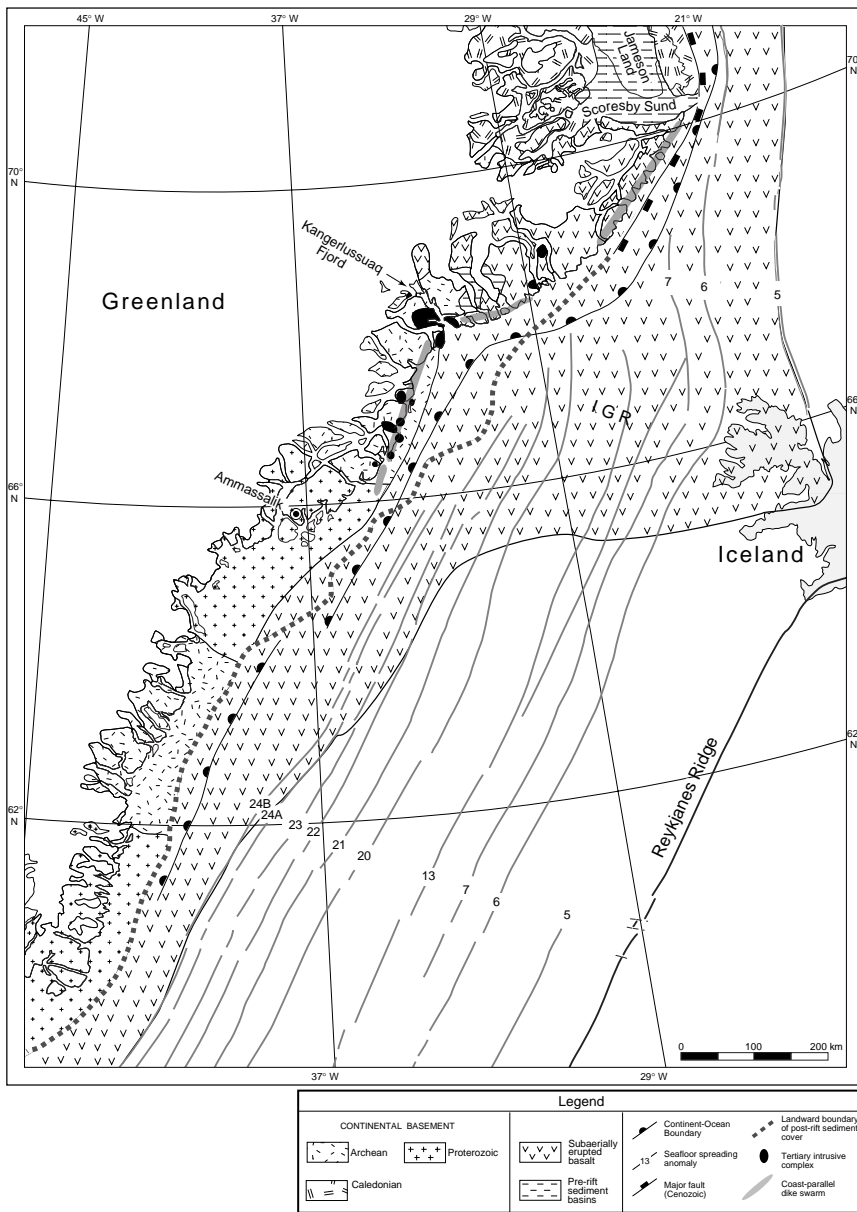 45° W
37° W
29° W
21° W
70°
N
Jameson
Land
Scoresby Sund
70°
N
Kangerlussuaq
Fjord
Greenland
7
6
5
IGR
66°
N
66°
N
Ammassalik
Iceland
62°
N
Reykjanes Ridge
62°
N
24B
24A
23
22
21
20
13
7
6
5
0
100
200 km
37° W
29° W
Legend
CONTINENTAL BASEMENT
Archean
Proterozoic
Caledonian
Subaerially
erupted
basalt
Pre-rift
sediment
basins
Continent-Ocean
Boundary
13
Seafloor spreading
anomaly
Major fault
(Cenozoic)
Landward boundary
of post-rift sediment
cover
Tertiary intrusive
complex
Coast-parallel
dike swarm